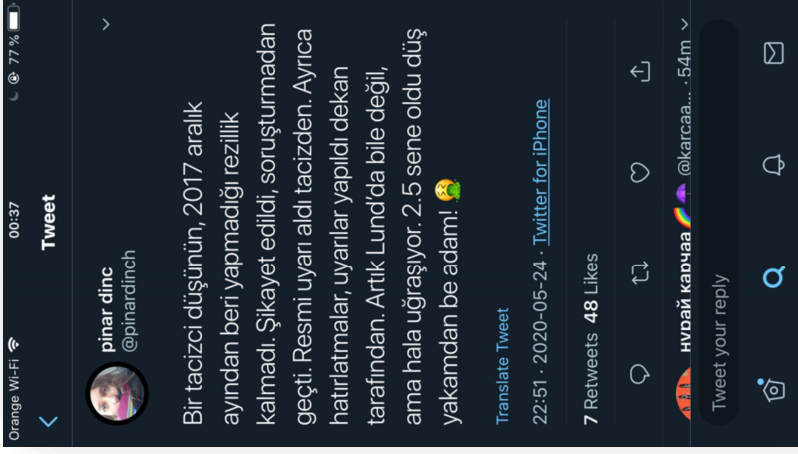 Orange Wi-Fi 00:37 77 %
Tweet
pinar dinc
@pinardinch
Bir tacizci düşünün, 2017 aralık
ayından beri yapmadığı rezillik
kalmadı. Şikayet edildi, soruşturmadan
geçti. Resmi uyarı aldı tacizden. Ayrıca
hatırlatmalar, uyarılar yapıldı dekan
tarafından. Artık Lund'da bile değil,
ama hala uğraşıyor. 2.5 sene oldu düş
yakamdan be adam! 🤮
Translate Tweet
22:51 · 2020-05-24 · Twitter for iPhone
7 Retweets 48 Likes
нурай карчаа 🌈☂️ @karcaa... · 54m
Tweet your reply